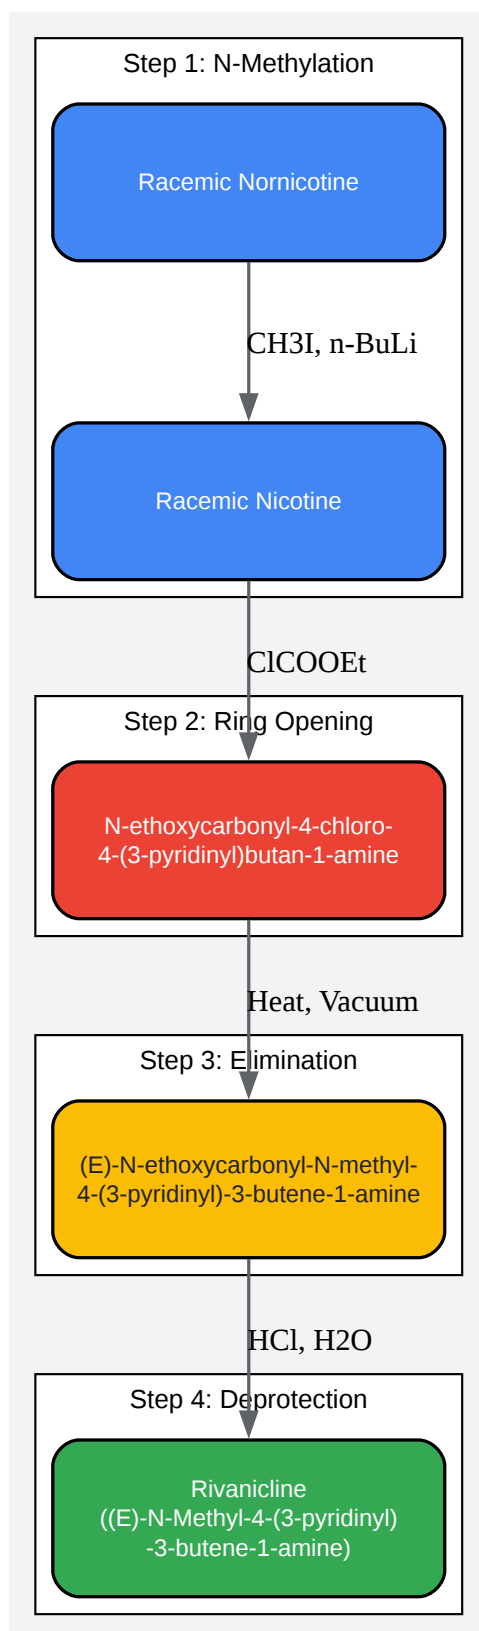 Step 1: N-Methylation
Racemic Nornicotine
CH3I, n-BuLi
Racemic Nicotine
ClCOOEt
Step 2: Ring Opening
N-ethoxycarbonyl-4-chloro-
4-(3-pyridinyl)butan-1-amine
Heat, Vacuum
Step 3: Elimination
(E)-N-ethoxycarbonyl-N-methyl-
4-(3-pyridinyl)-3-butene-1-amine
HCl, H2O
Step 4: Deprotection
Rivanicline
((E)-N-Methyl-4-(3-pyridinyl)
-3-butene-1-amine)